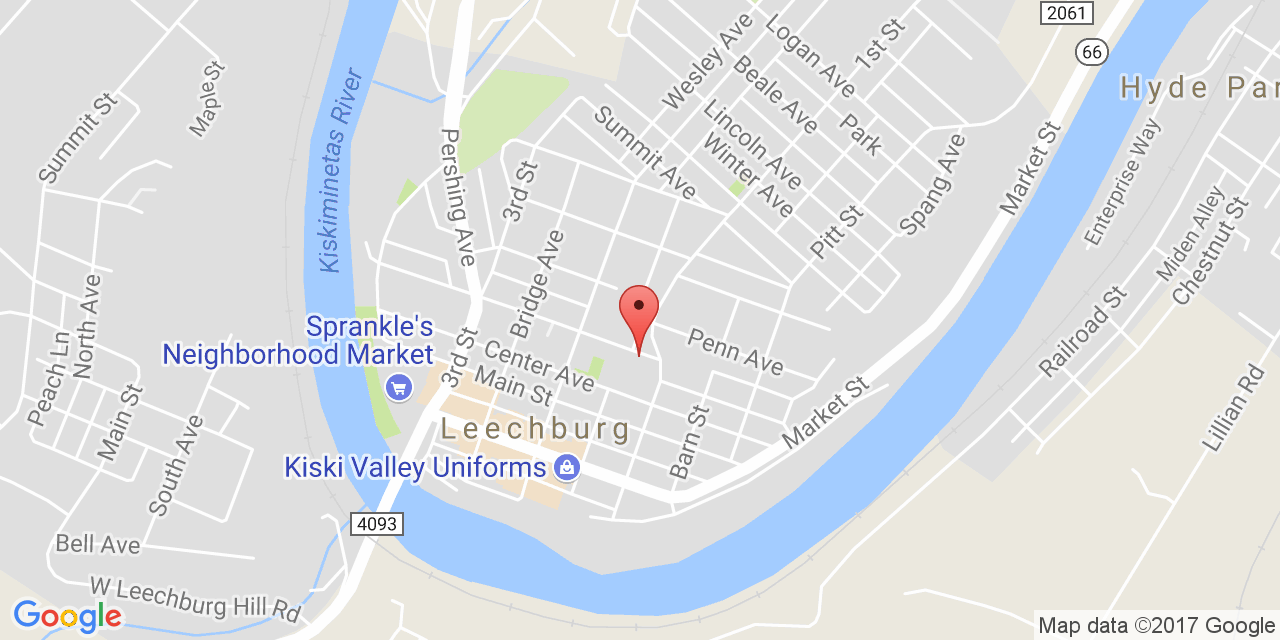 2061
66
Hyde Par
Logan Ave
1st St
Wesley Ave
Beale Ave
Park
Maple St
Summit St
Kiskiminetas River
Lincoln Ave
Summit Ave
Winter Ave
Pershing Ave
3rd St
Spang Ave
Market St
Enterprise Way
Miden Alley
Chestnut St
Pitt St
Bridge Ave
North Ave
Peach Ln
Sprankle's
Neighborhood Market
3rd St
Center Ave
Main St
Penn Ave
Railroad St
Main St
South Ave
Leechburg
Barn St
Market St
Lillian Rd
Kiski Valley Uniforms
4093
Bell Ave
W Leechburg Hill Rd
Google
Map data ©2017 Google